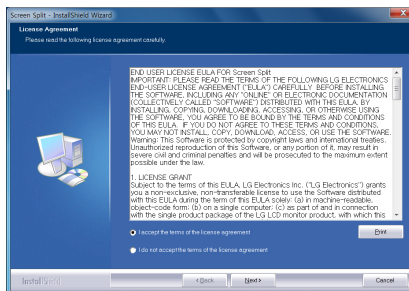 Screen Split - InstallShield Wizard
License Agreement
Please read the following license agreement carefully.
END USER LICENSE EULA FOR Screen Split
IMPORTANT: PLEASE READ THE TERMS OF THE FOLLOWING LG ELECTRONICS
END-USER LICENSE AGREEMENT ("EULA") CAREFULLY BEFORE INSTALLING
THE SOFTWARE, INCLUDING ANY "ONLINE" OR ELECTRONIC DOCUMENTATION
(COLLECTIVELY CALLED "SOFTWARE") DISTRIBUTED WITH THIS EULA. BY
INSTALLING, COPYING, DOWNLOADING, ACCESSING, OR OTHERWISE USING
THE SOFTWARE, YOU AGREE TO BE BOUND BY THE TERMS AND CONDITIONS
OF THIS EULA. IF YOU DO NOT AGREE TO THESE TERMS AND CONDITIONS,
YOU MAY NOT INSTALL, COPY, DOWNLOAD, ACCESS, OR USE THE SOFTWARE.
Warning: This Software is protected by copyright laws and international treaties.
Unauthorized reproduction of this Software, or any portion of it, may result in
severe civil and criminal penalties and will be prosecuted to the maximum extent
possible under the law.
1. LICENSE GRANT
Subject to the terms of this EULA, LG Electronics Inc. ("LG Electronics") grants
you a non-exclusive, non-transferable license to use the Software distributed
with this EULA during the term of this EULA solely: (a) in machine-readable,
object-code form; (b) on a single computer; (c) as part of and in connection
with the single product package of the LG LCD monitor product, with which this
I accept the terms of the license agreement
Print
I do not accept the terms of the license agreement
InstallShield
< Back
Next >
Cancel